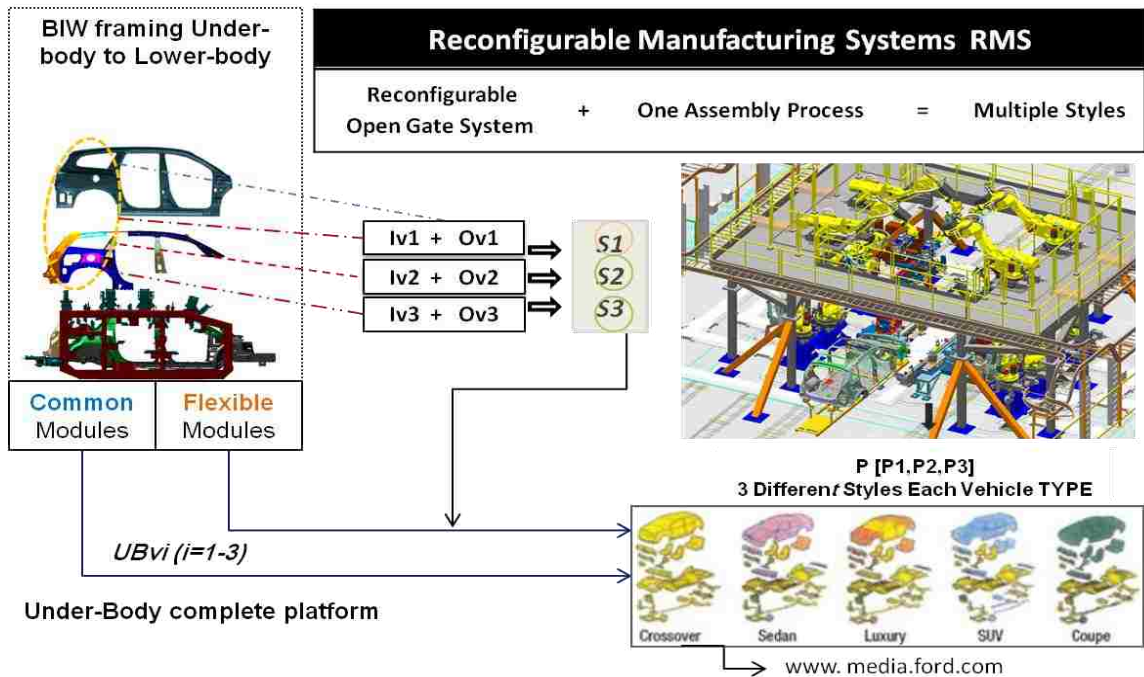 BIW framing Under-
body to Lower-body
Reconfigurable Manufacturing Systems RMS
Reconfigurable
Open Gate System + One Assembly Process = Multiple Styles
Iv1 + Ov1
Iv2 + Ov2
Iv3 + Ov3
S1
S2
S3
Common
Modules
Flexible
Modules
P [P1,P2,P3]
3 Different Styles Each Vehicle TYPE
UBvi (i=1-3)
Under-Body complete platform
Crossover Sedan Luxury SUV Coupe
www. media.ford.com